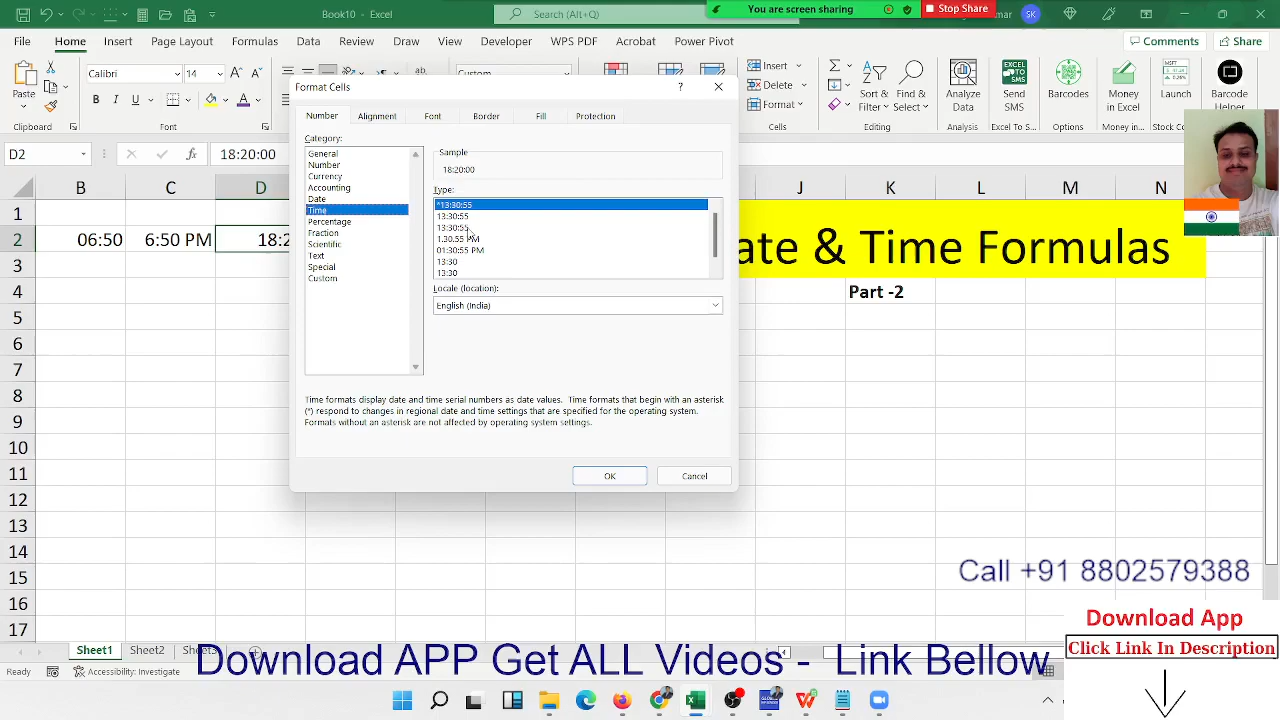 Book10 - Excel
Search (Alt+Q)
You are screen sharing
Stop Share
mar
SK
File Home Insert Formulas Data Review Draw View Developer WPS PDF Acrobat Power Pivot
Comments Share
Paste
Calibri 14
Custom
Insert
Delete
Format
Sort & Filter
Find & Select
Analyze Data
Send SMS
Barcodes
Money in Excel
Launch
Clipboard Font Cells Editing Analysis Excel To S... Options Money... MSFT...
D2 18:20:00
Format Cells
Number Alignment Font Border Fill Protection
Category:
General
Number
Currency
Accounting
Date
Time
Percentage
Fraction
Scientific
Text
Special
Custom
Sample
18:20:00
Type:
*13:30:55
13:30:55
13:30:55
1.30.55 PM
01:30:55 PM
13:30
13:30
Locale (location):
English (India)
Time formats display date and time serial numbers as date values. Time formats that begin with an asterisk
(*) respond to changes in regional date and time settings that are specified for the operating system.
Formats without an asterisk are not affected by operating system settings.
OK Cancel
B C D J K L M N
1
2 06:50 6:50 PM 18:2
3
4
5
6
7
8
9
10
11
12
13
14
15
16
17
ate & Time Formulas
Part -2
Call +91 8802579388
Download App
Click Link In Description
Sheet1 Sheet2 Sheet3
Download APP Get ALL Videos - Link Bellow
Ready Accessibility: Investigate